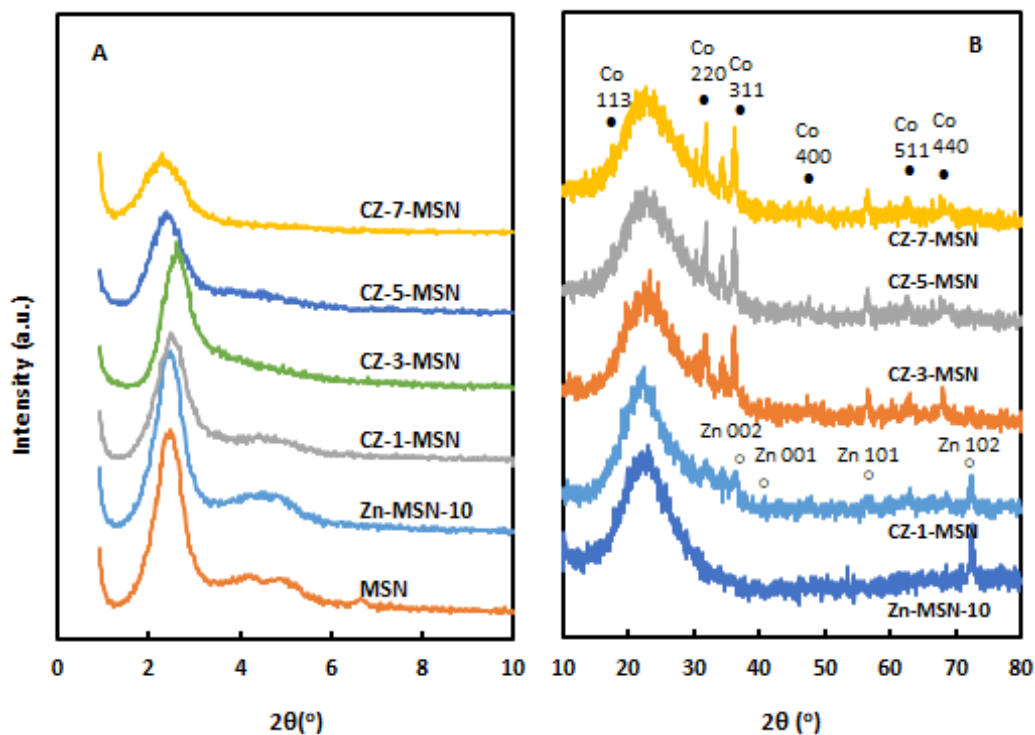 A
CZ-7-MSN
CZ-5-MSN
CZ-3-MSN
CZ-1-MSN
Zn-MSN-10
MSN
Intensity (a.u.)
0 2 4 6 8 10
2θ(°)
B
Co
113
Co
220
Co
311
Co
400
Co
511
Co
440
CZ-7-MSN
CZ-5-MSN
CZ-3-MSN
Zn 002
Zn 001
Zn 101
Zn 102
CZ-1-MSN
Zn-MSN-10
10 20 30 40 50 60 70 80
2θ (°)